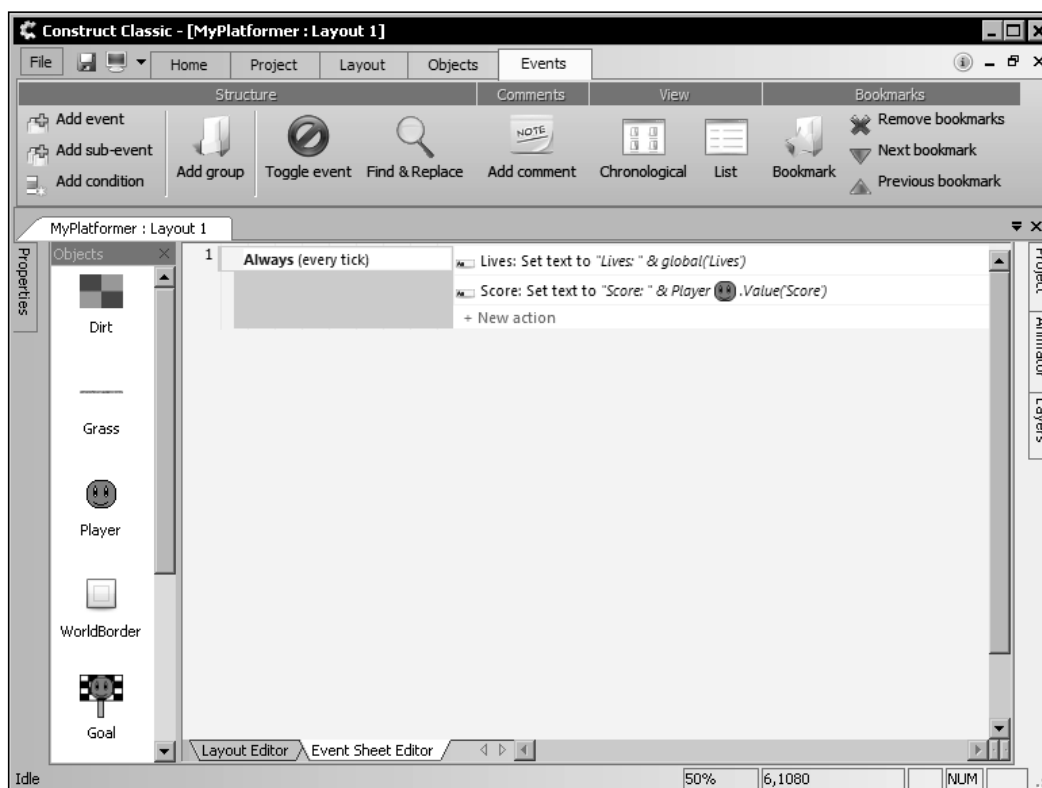 Construct Classic - [MyPlatformer : Layout 1]
File Home Project Layout Objects Events
Structure Comments View Bookmarks
Add event
Add sub-event
Add condition
Add group
Toggle event
Find & Replace
NOTE
Add comment
Chronological
List
Bookmark
Remove bookmarks
Next bookmark
Previous bookmark
MyPlatformer : Layout 1
Properties
Objects
Dirt
Grass
Player
WorldBorder
Goal
1 Always (every tick)
Lives: Set text to "Lives: " & global('Lives')
Score: Set text to "Score: " & Player .Value('Score')
+ New action
Project
Animator
Layers
Layout Editor Event Sheet Editor
Idle 50% 6,1080 NUM